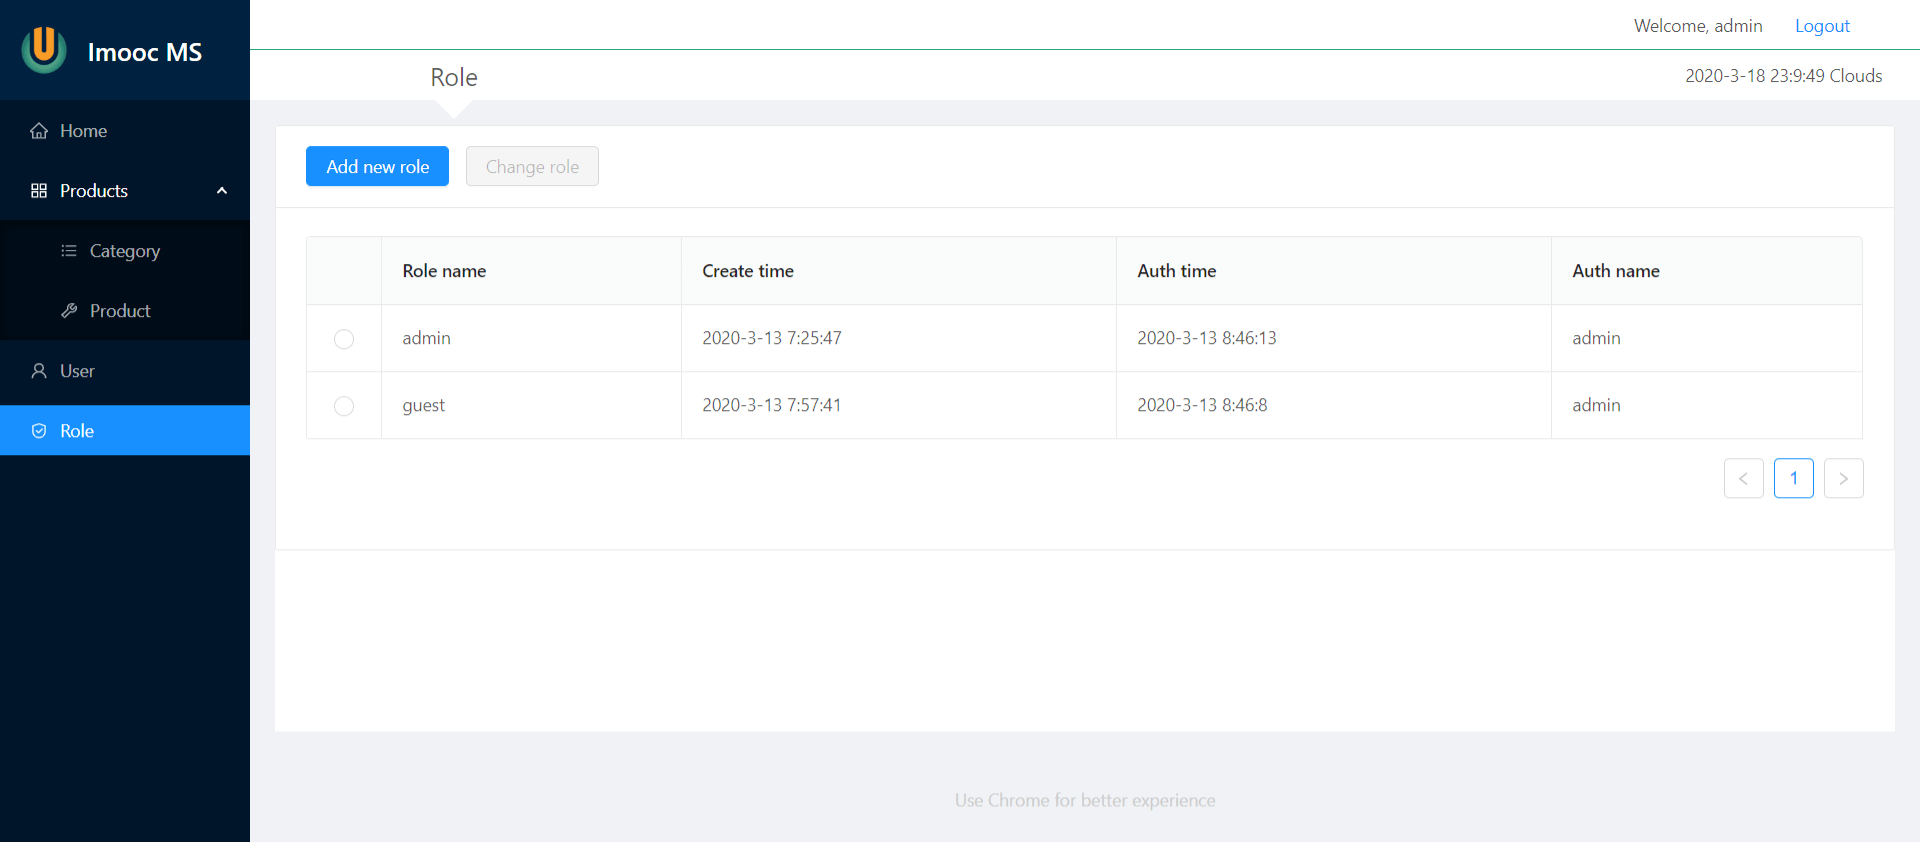 Imooc MS
Welcome, admin Logout
Role
2020-3-18 23:9:49 Clouds
Home
Products
Category
Product
User
Role
Add new role Change role
Role name Create time Auth time Auth name
admin 2020-3-13 7:25:47 2020-3-13 8:46:13 admin
guest 2020-3-13 7:57:41 2020-3-13 8:46:8 admin
< 1 >
Use Chrome for better experience